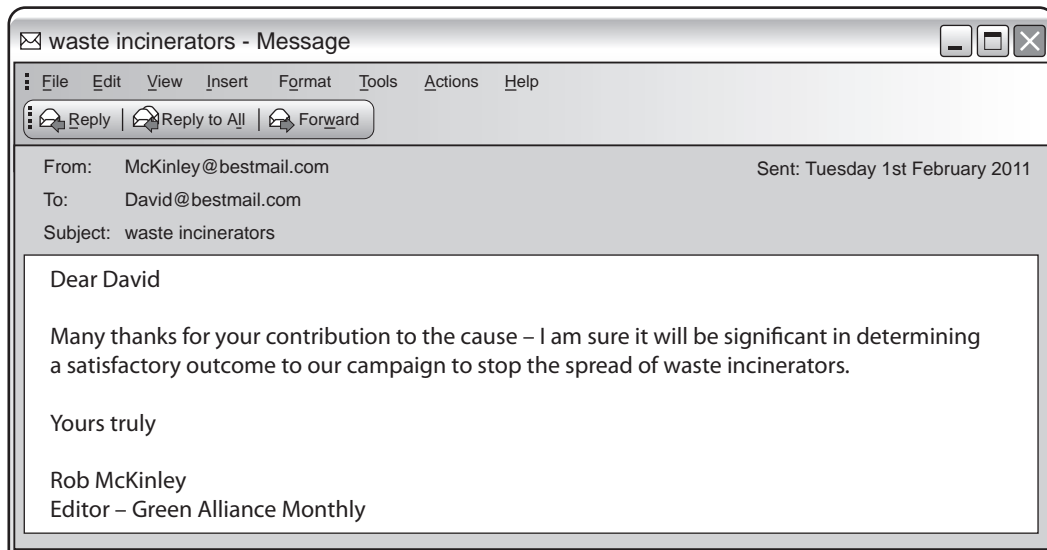 waste incinerators - Message
File Edit View Insert Format Tools Actions Help
Reply Reply to All Forward
From: McKinley@bestmail.com Sent: Tuesday 1st February 2011
To: David@bestmail.com
Subject: waste incinerators
Dear David
Many thanks for your contribution to the cause – I am sure it will be significant in determining
a satisfactory outcome to our campaign to stop the spread of waste incinerators.
Yours truly
Rob McKinley
Editor – Green Alliance Monthly